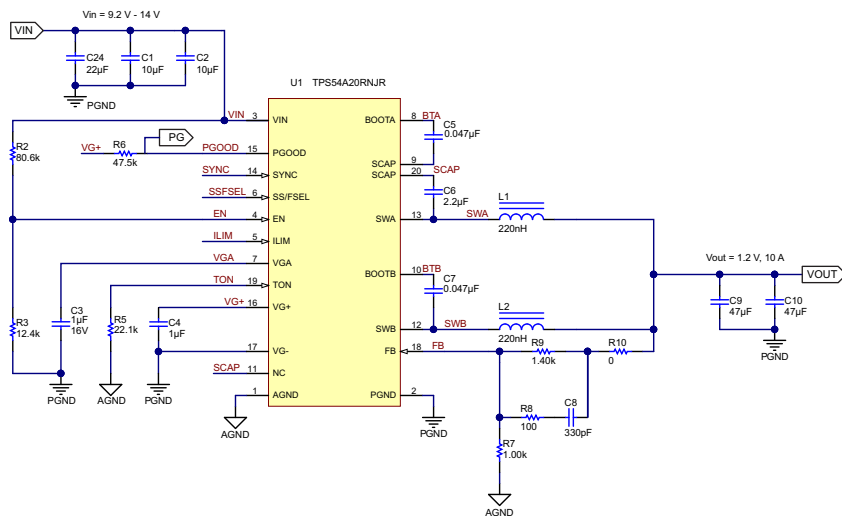 Vin = 9.2 V - 14 V
VIN
C24
22µF
C1
10µF
C2
10µF
PGND
U1 TPS54A20RNJR
VIN
3
VIN
BOOTA
8
BTA
C5
0.047µF
R2
80.6k
VG+
R6
47.5k
PG
PGOOD
15
PGOOD
SCAP
9
SCAP
20
SCAP
SYNC
14
SYNC
C6
2.2µF
SSFSEL
6
SS/FSEL
L1
EN
4
EN
SWA
13
SWA
220nH
ILIM
5
ILIM
VGA
7
VGA
BOOTB
10
BTB
C7
0.047µF
Vout = 1.2 V, 10 A
VOUT
TON
19
TON
C9
47µF
C10
47µF
VG+
16
VG+
L2
R3
12.4k
C3
1µF
16V
R5
22.1k
C4
1µF
SWB
12
SWB
220nH
VG-
17
FB
18
FB
R9
1.40k
R10
0
PGND
SCAP
11
NC
PGND
AGND
PGND
1
AGND
PGND
2
R8
100
C8
330pF
AGND
PGND
R7
1.00k
AGND